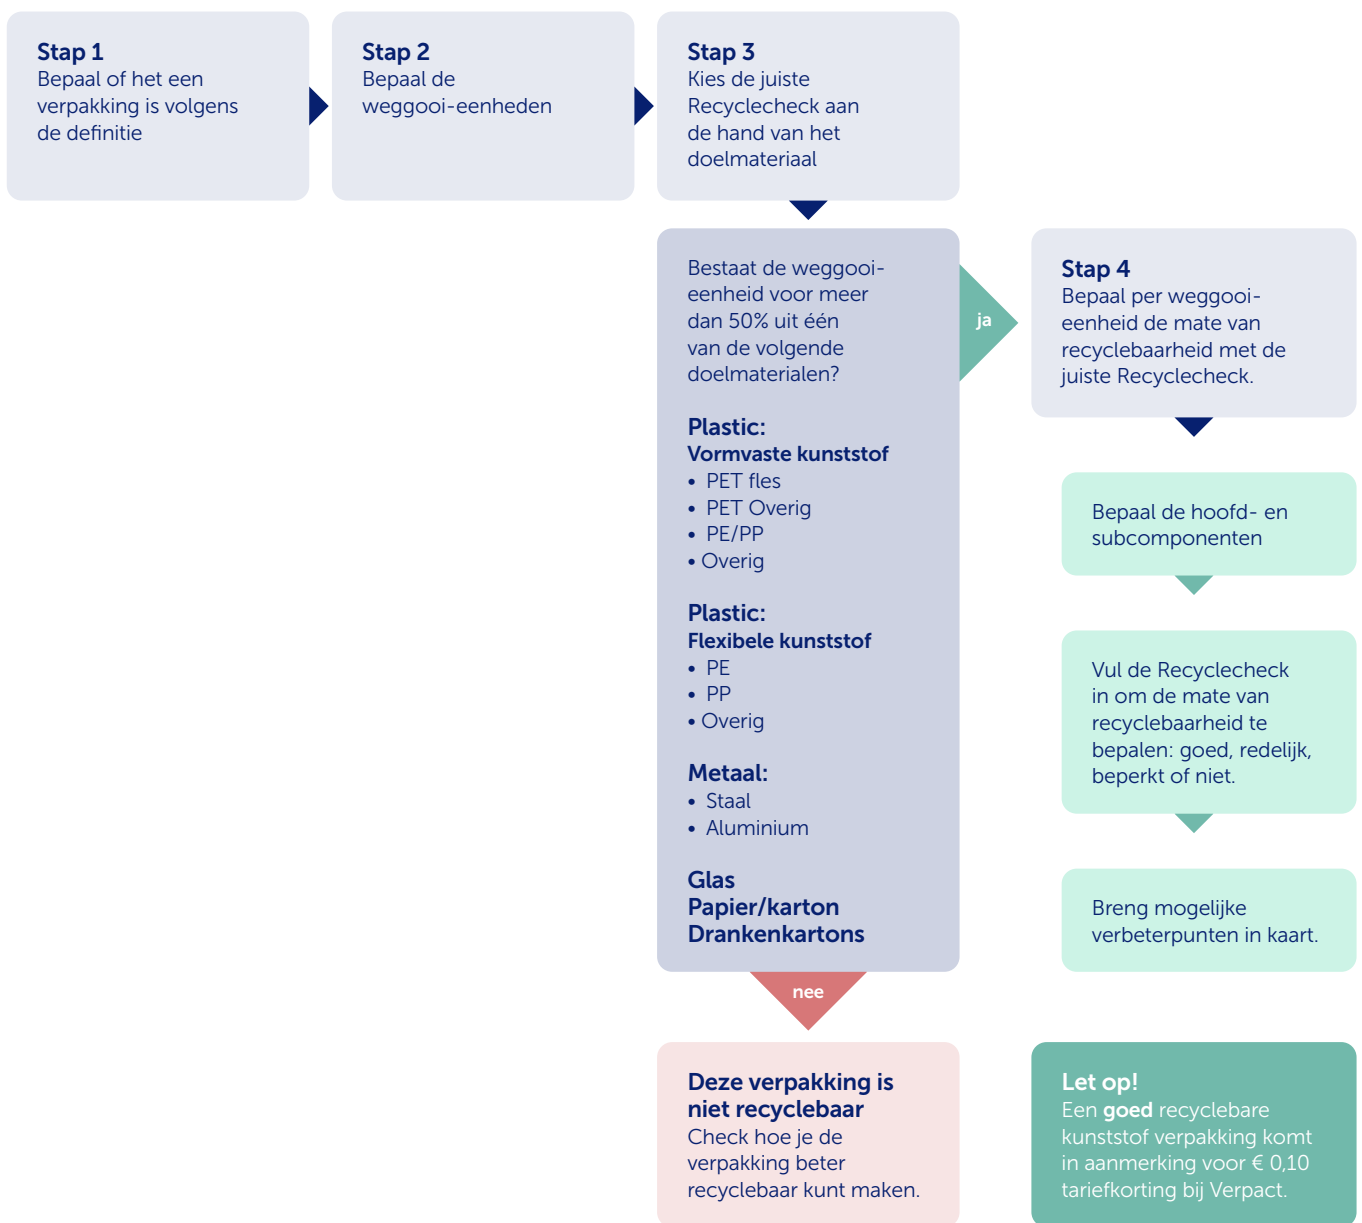 Stap 1
Bepaal of het een
verpakking is volgens
de definitie
Stap 2
Bepaal de
weggooi-eenheden
Stap 3
Kies de juiste
Recyclecheck aan
de hand van het
doelmateriaal
Bestaat de weggooi-
eenheid voor meer
dan 50% uit één
van de volgende
doelmaterialen?
Plastic:
Vormvaste kunststof
• PET fles
• PET Overig
• PE/PP
• Overig
Plastic:
Flexibele kunststof
• PE
• PP
• Overig
Metaal:
• Staal
• Aluminium
Glas
Papier/karton
Drankenkartons
nee
Deze verpakking is
niet recyclebaar
Check hoe je de
verpakking beter
recyclebaar kunt maken.
ja
Stap 4
Bepaal per weggooi-
eenheid de mate van
recyclebaarheid met de
juiste Recyclecheck.
Bepaal de hoofd- en
subcomponenten
Vul de Recyclecheck
in om de mate van
recyclebaarheid te
bepalen: goed, redelijk,
beperkt of niet.
Breng mogelijke
verbeterpunten in kaart.
Let op!
Een goed recyclebare
kunststof verpakking komt
in aanmerking voor € 0,10
tariefkorting bij Verpact.